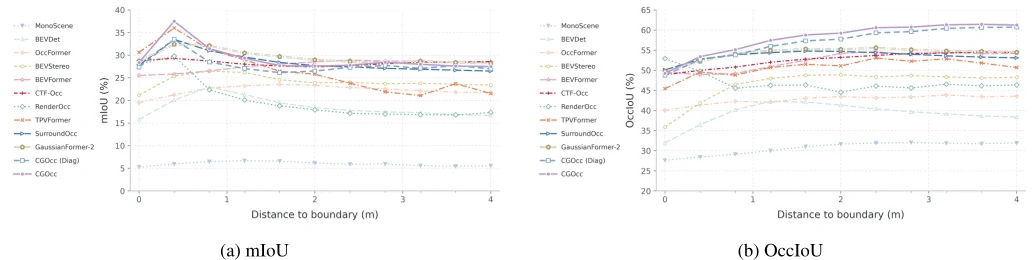 MonoScene
BEVDet
OccFormer
BEVStereo
BEVFormer
CTF-Occ
RenderOcc
TPVFormer
SurroundOcc
GaussianFormer-2
CGOcc (Diag)
CGOcc
mIoU (%)
40
35
30
25
20
15
10
5
0
0 1 2 3 4
Distance to boundary (m)
(a) mIoU
MonoScene
BEVDet
OccFormer
BEVStereo
BEVFormer
CTF-Occ
RenderOcc
TPVFormer
SurroundOcc
GaussianFormer-2
CGOcc (Diag)
CGOcc
OccIoU (%)
65
60
55
50
45
40
35
30
25
20
0 1 2 3 4
Distance to boundary (m)
(b) OccIoU